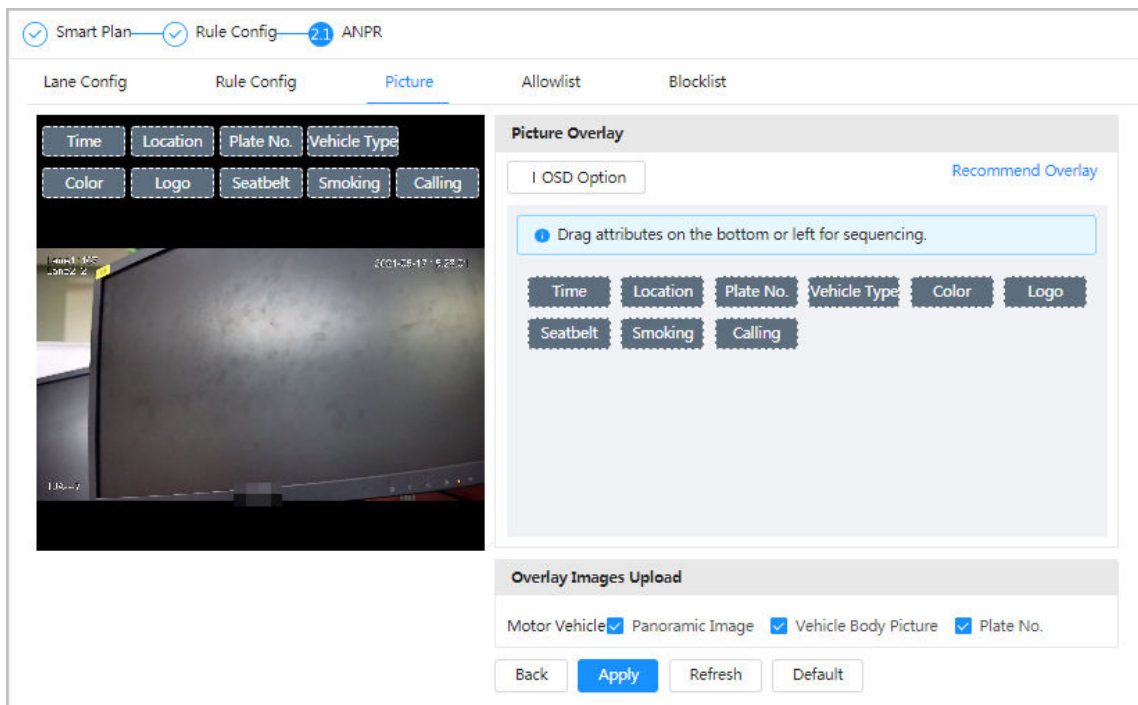 Smart Plan Rule Config 2.1 ANPR
Lane Config Rule Config Picture Allowlist Blocklist
Time Location Plate No. Vehicle Type
Color Logo Seatbelt Smoking Calling
Picture Overlay
I OSD Option Recommend Overlay
Drag attributes on the bottom or left for sequencing.
Time Location Plate No. Vehicle Type Color Logo
Seatbelt Smoking Calling
Overlay Images Upload
Motor Vehicle Panoramic Image Vehicle Body Picture Plate No.
Back Apply Refresh Default